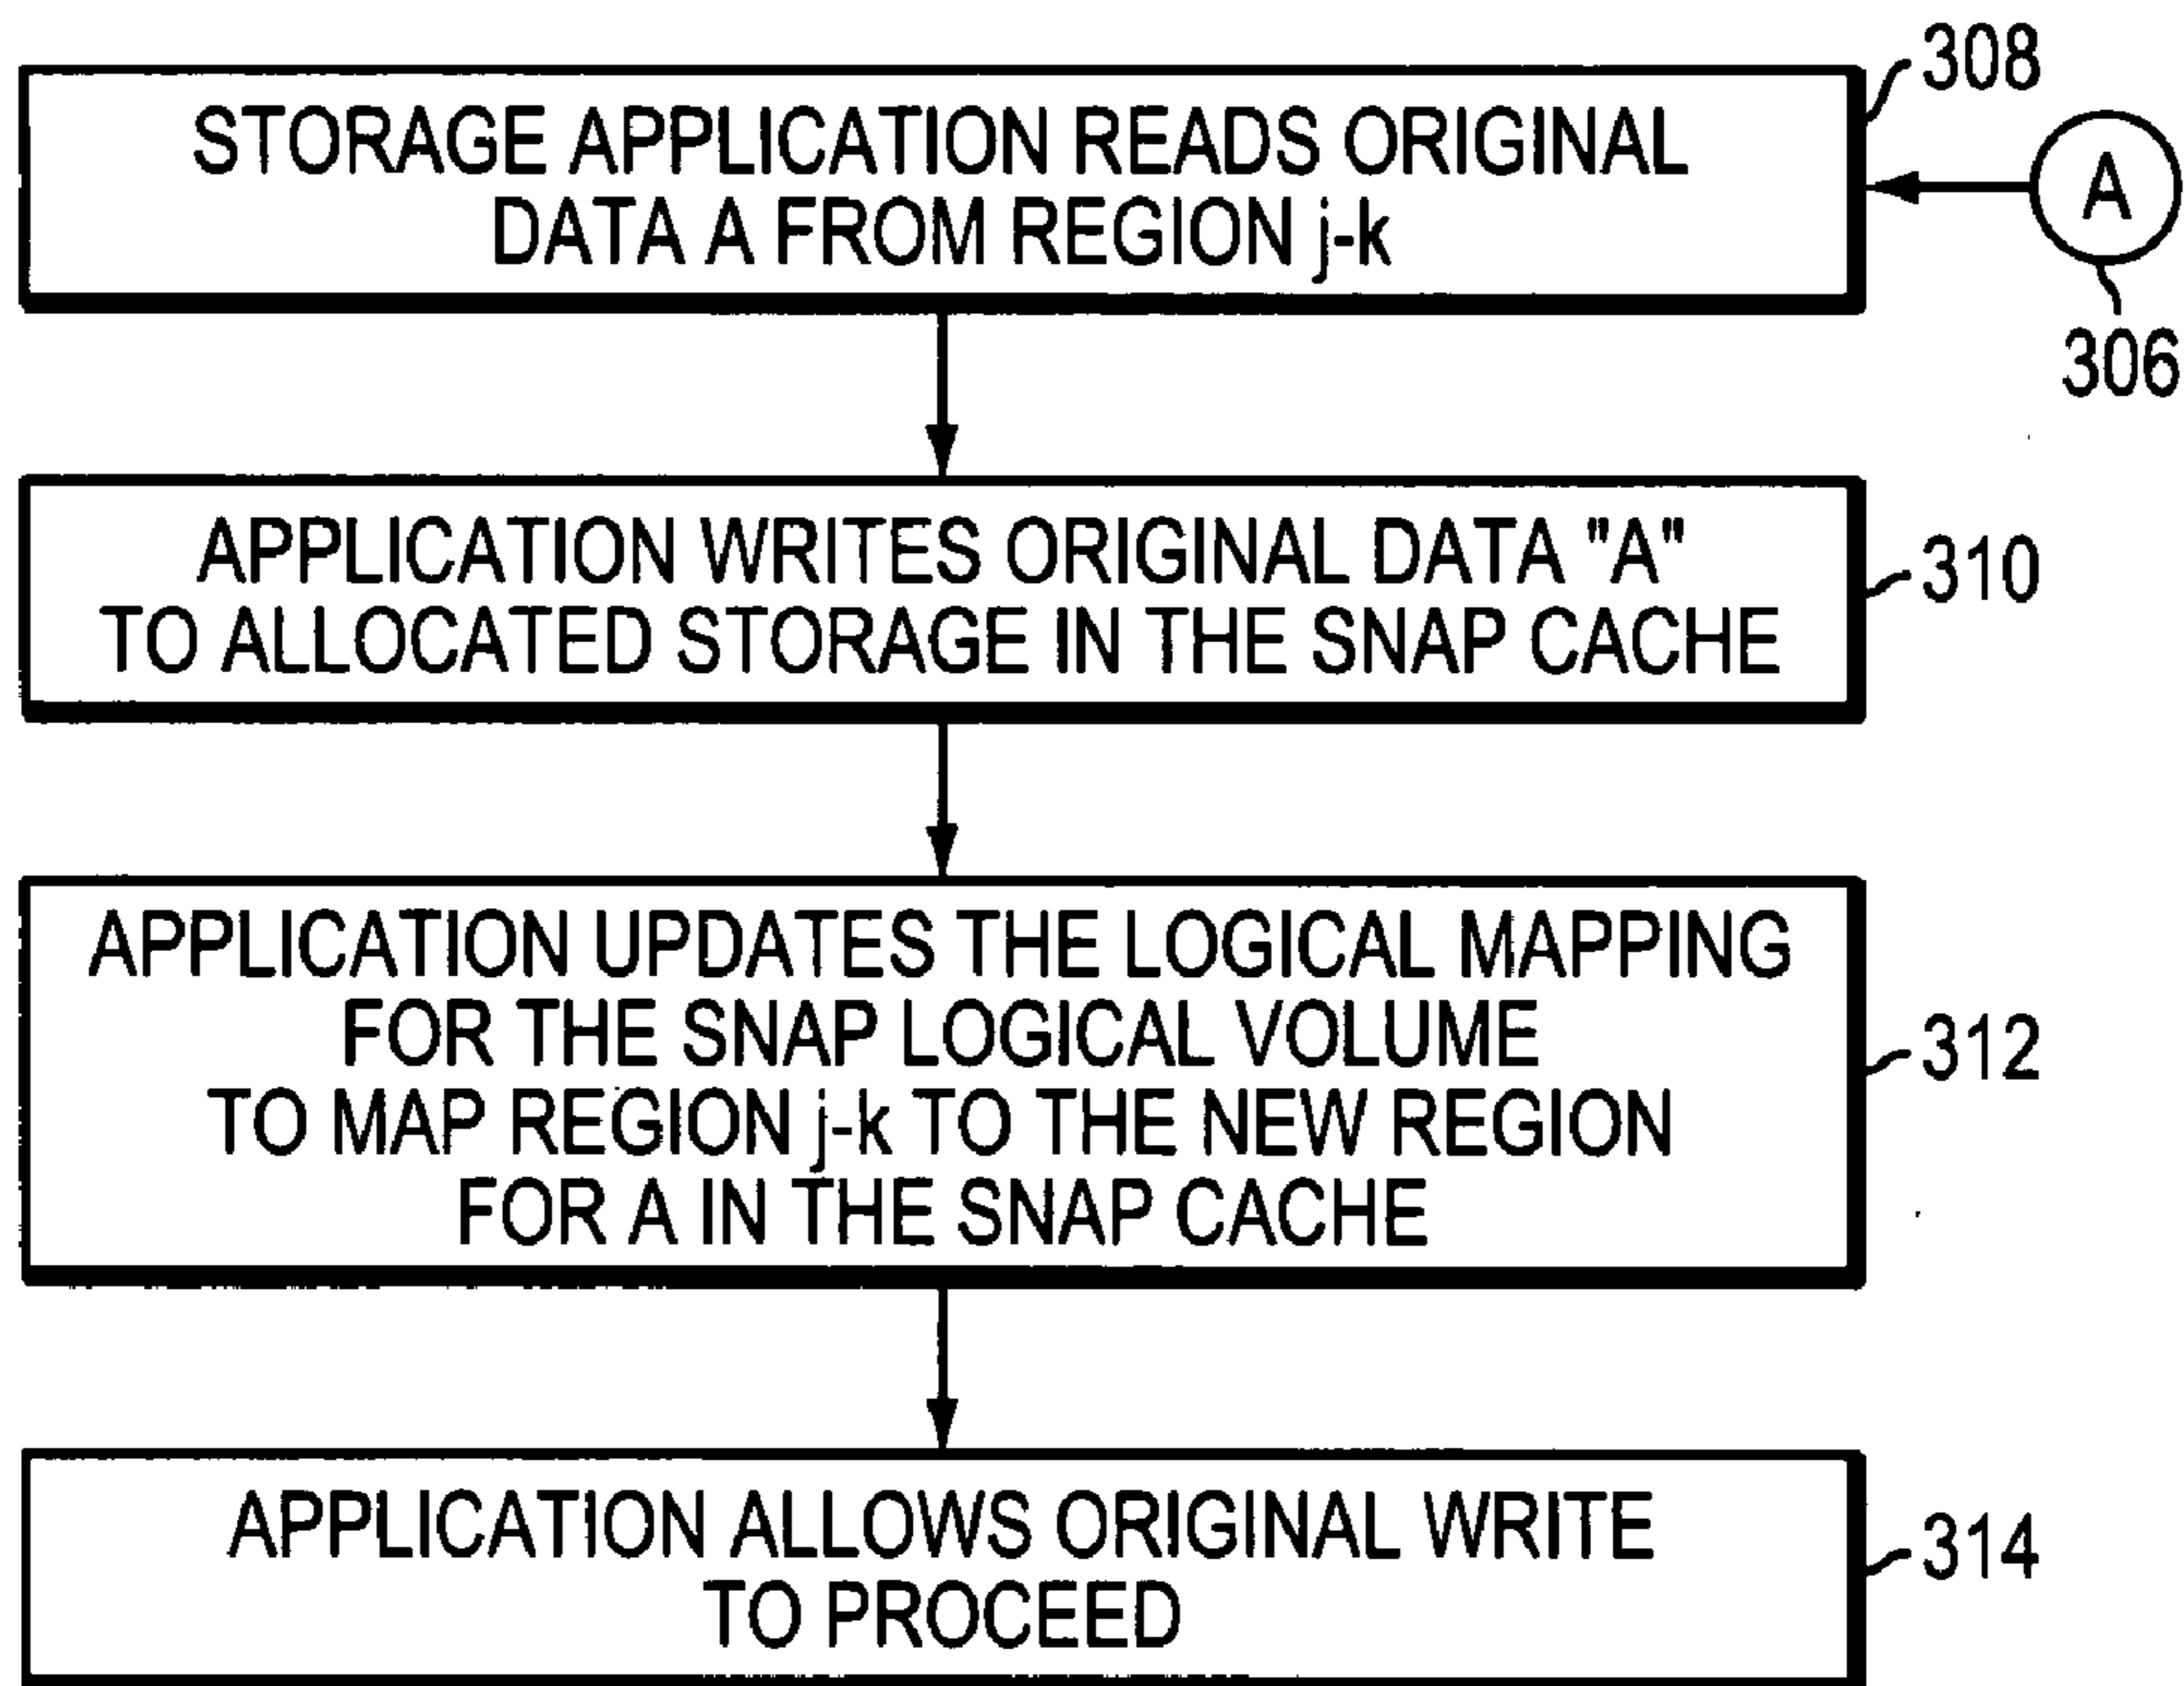 308
STORAGE APPLICATION READS ORIGINAL
DATA A FROM REGION j-k
A
306
APPLICATION WRITES ORIGINAL DATA "A"
TO ALLOCATED STORAGE IN THE SNAP CACHE
310
APPLICATION UPDATES THE LOGICAL MAPPING
FOR THE SNAP LOGICAL VOLUME
TO MAP REGION j-k TO THE NEW REGION
FOR A IN THE SNAP CACHE
312
APPLICATION ALLOWS ORIGINAL WRITE
TO PROCEED
314